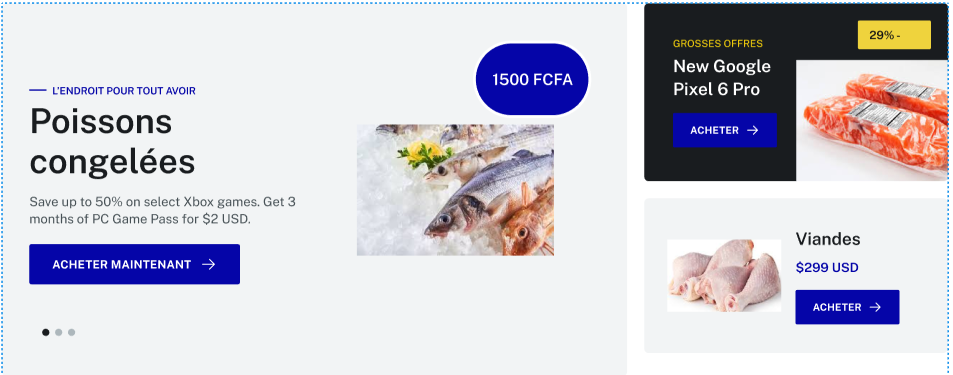 L'ENDROIT POUR TOUT AVOIR
Poissons
congelées
Save up to 50% on select Xbox games. Get 3
months of PC Game Pass for $2 USD.
ACHETER MAINTENANT
1500 FCFA
GROSSES OFFRES
New Google
Pixel 6 Pro
ACHETER
29% -
Viandes
$299 USD
ACHETER